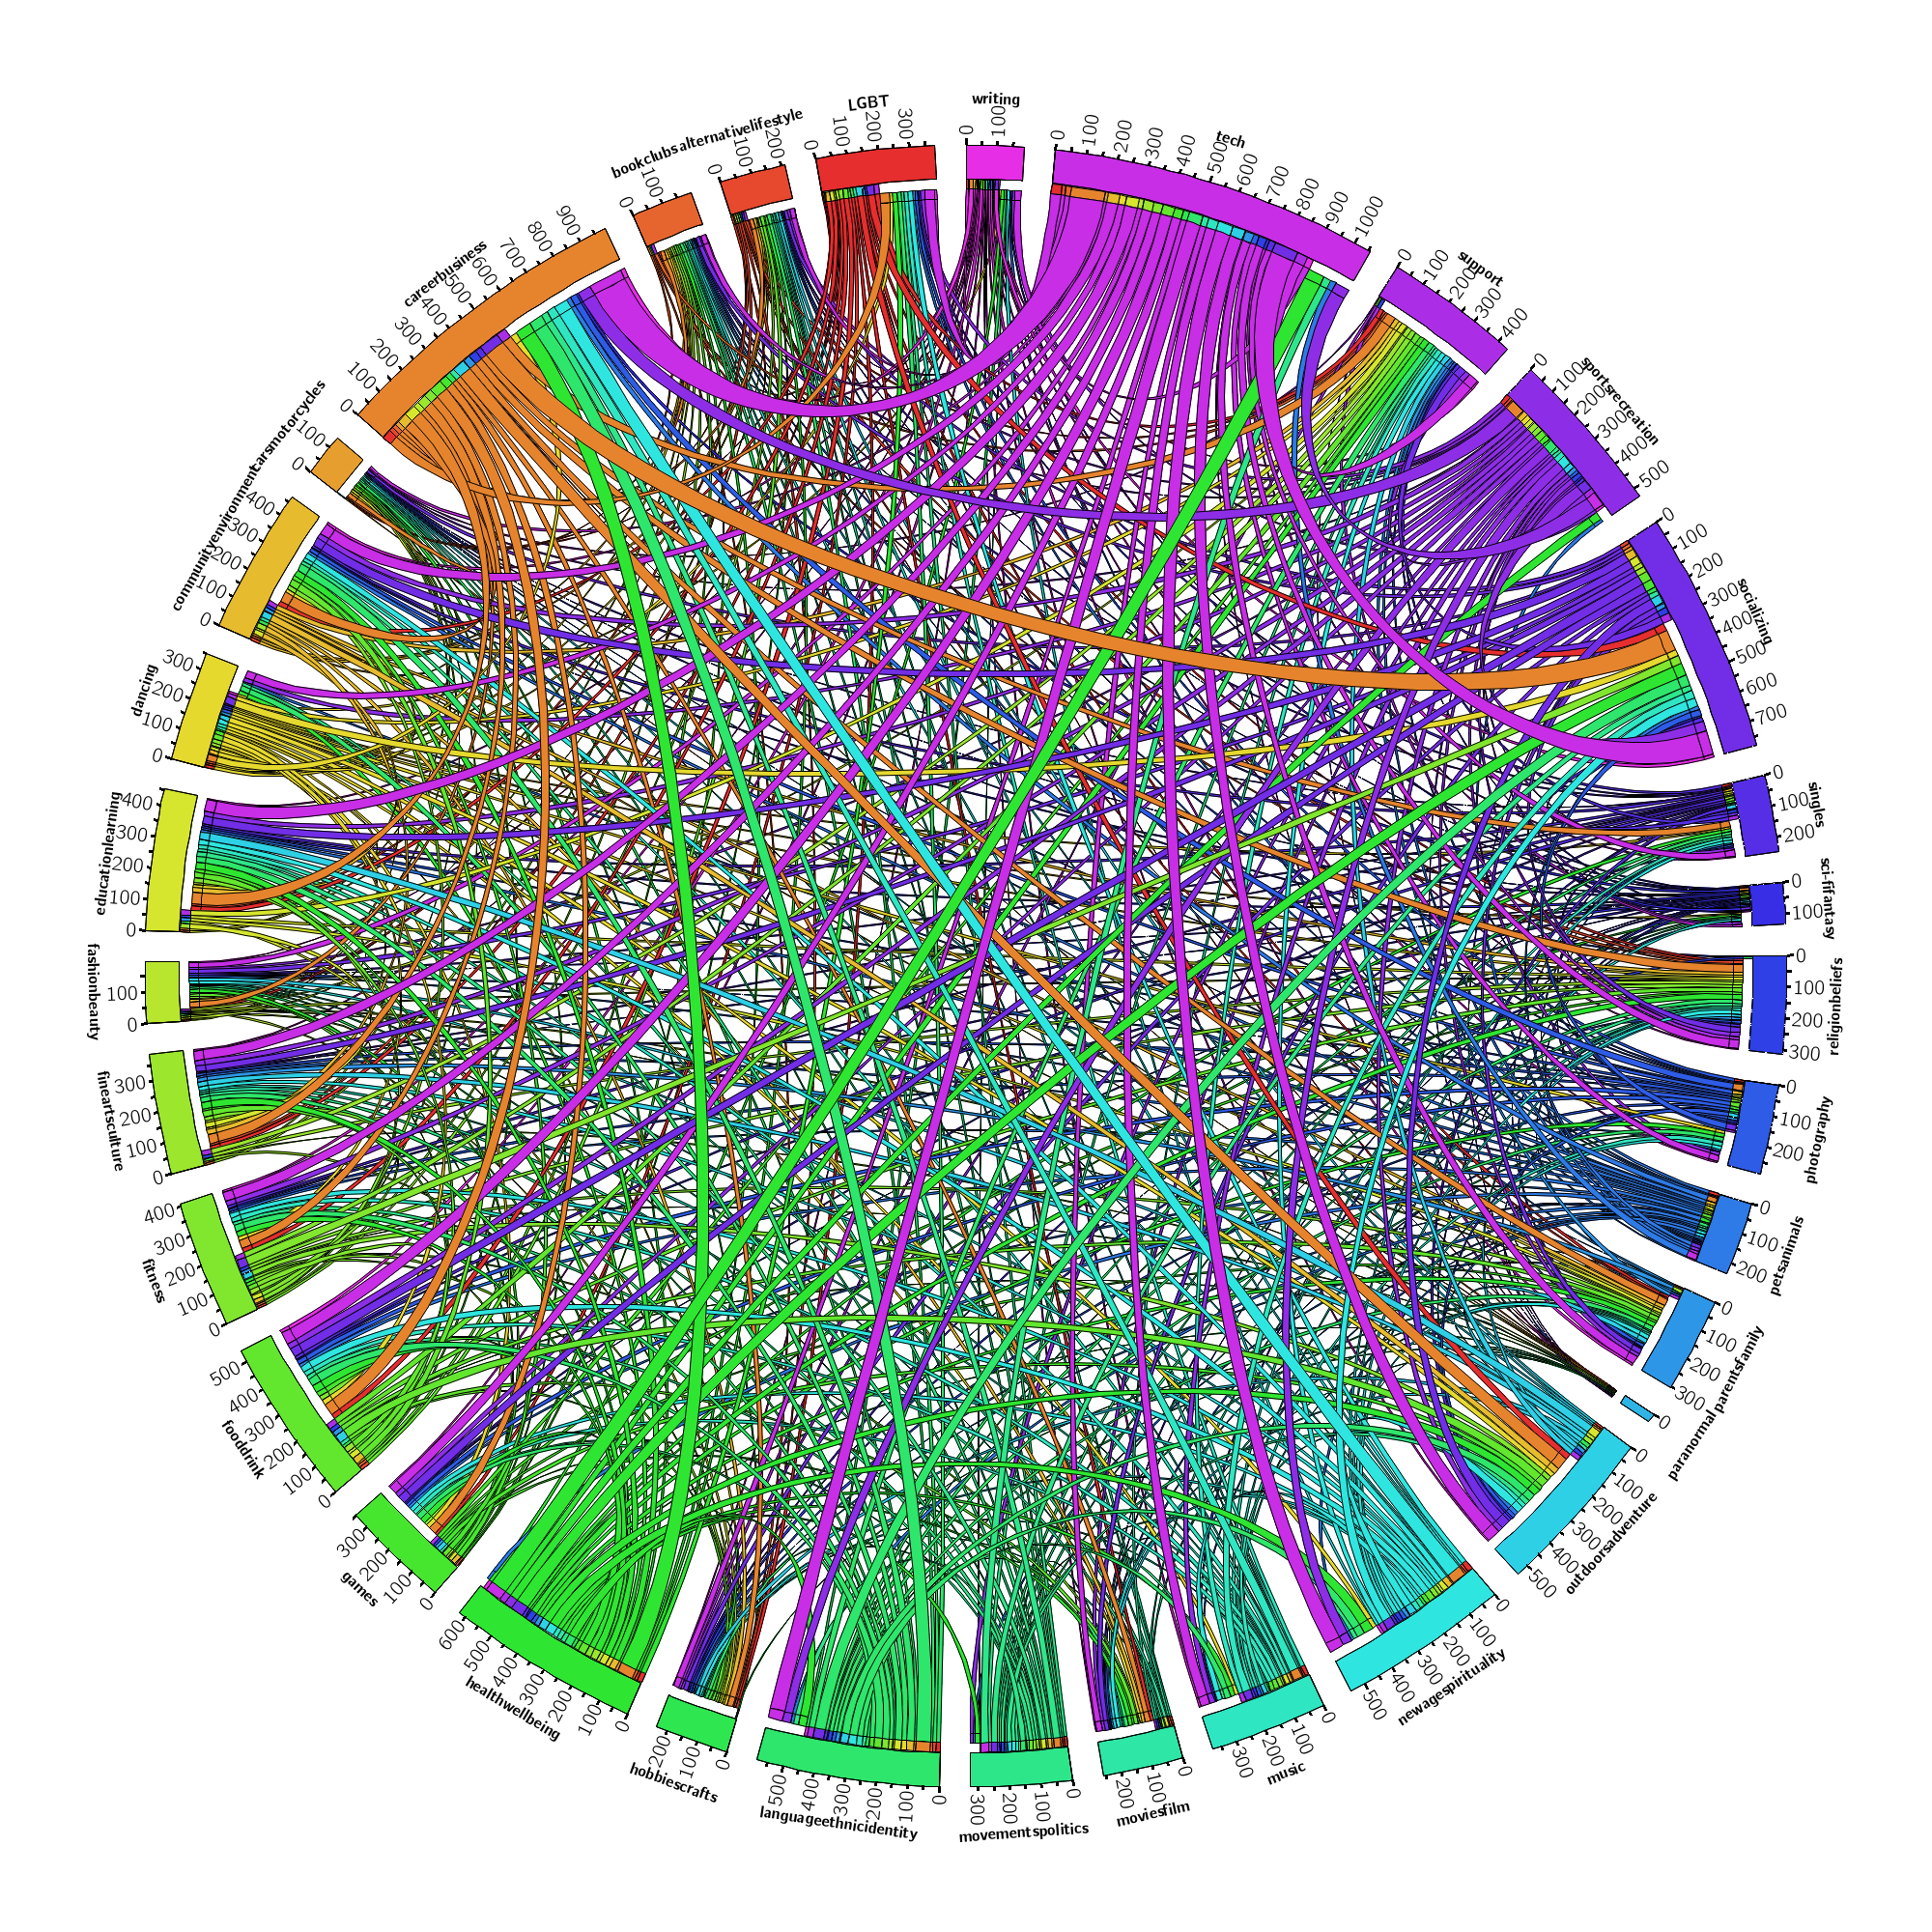 writing
0 100
tech
0 100 200 300 400 500 600 700 800 900 1000
support
0 100 200 300 400
sportsrecreation
0 100 200 300 400 500
socializing
0 100 200 300 400 500 600 700
singles
0 100 200
sci-fifantasy
0 100
religionbeliefs
0 100 200 300
photography
0 100 200
petsanimals
0 100 200
parentsfamily
0 100 200 300
paranormal
0
outdoorsadventure
0 100 200 300 400 500
newagespirituality
0 100 200 300 400 500
music
0 100 200 300
moviesfilm
0 100 200
movementspolitics
0 100 200 300
languageethnicidentity
0 100 200 300 400 500
hobbiescrafts
0 100 200
healthwellbeing
0 100 200 300 400 500 600
games
0 100 200 300
fooddrink
0 100 200 300 400 500
fitness
0 100 200 300 400
fineartsculture
0 100 200 300
fashionbeauty
0 100
educationlearning
0 100 200 300 400
dancing
0 100 200 300
communityenvironment
0 100 200 300 400
carsmotorcycles
0 100
careerbusiness
0 100 200 300 400 500 600 700 800 900
bookclubs
0 100
alternativelifestyle
0 100 200
LGBT
0 100 200 300